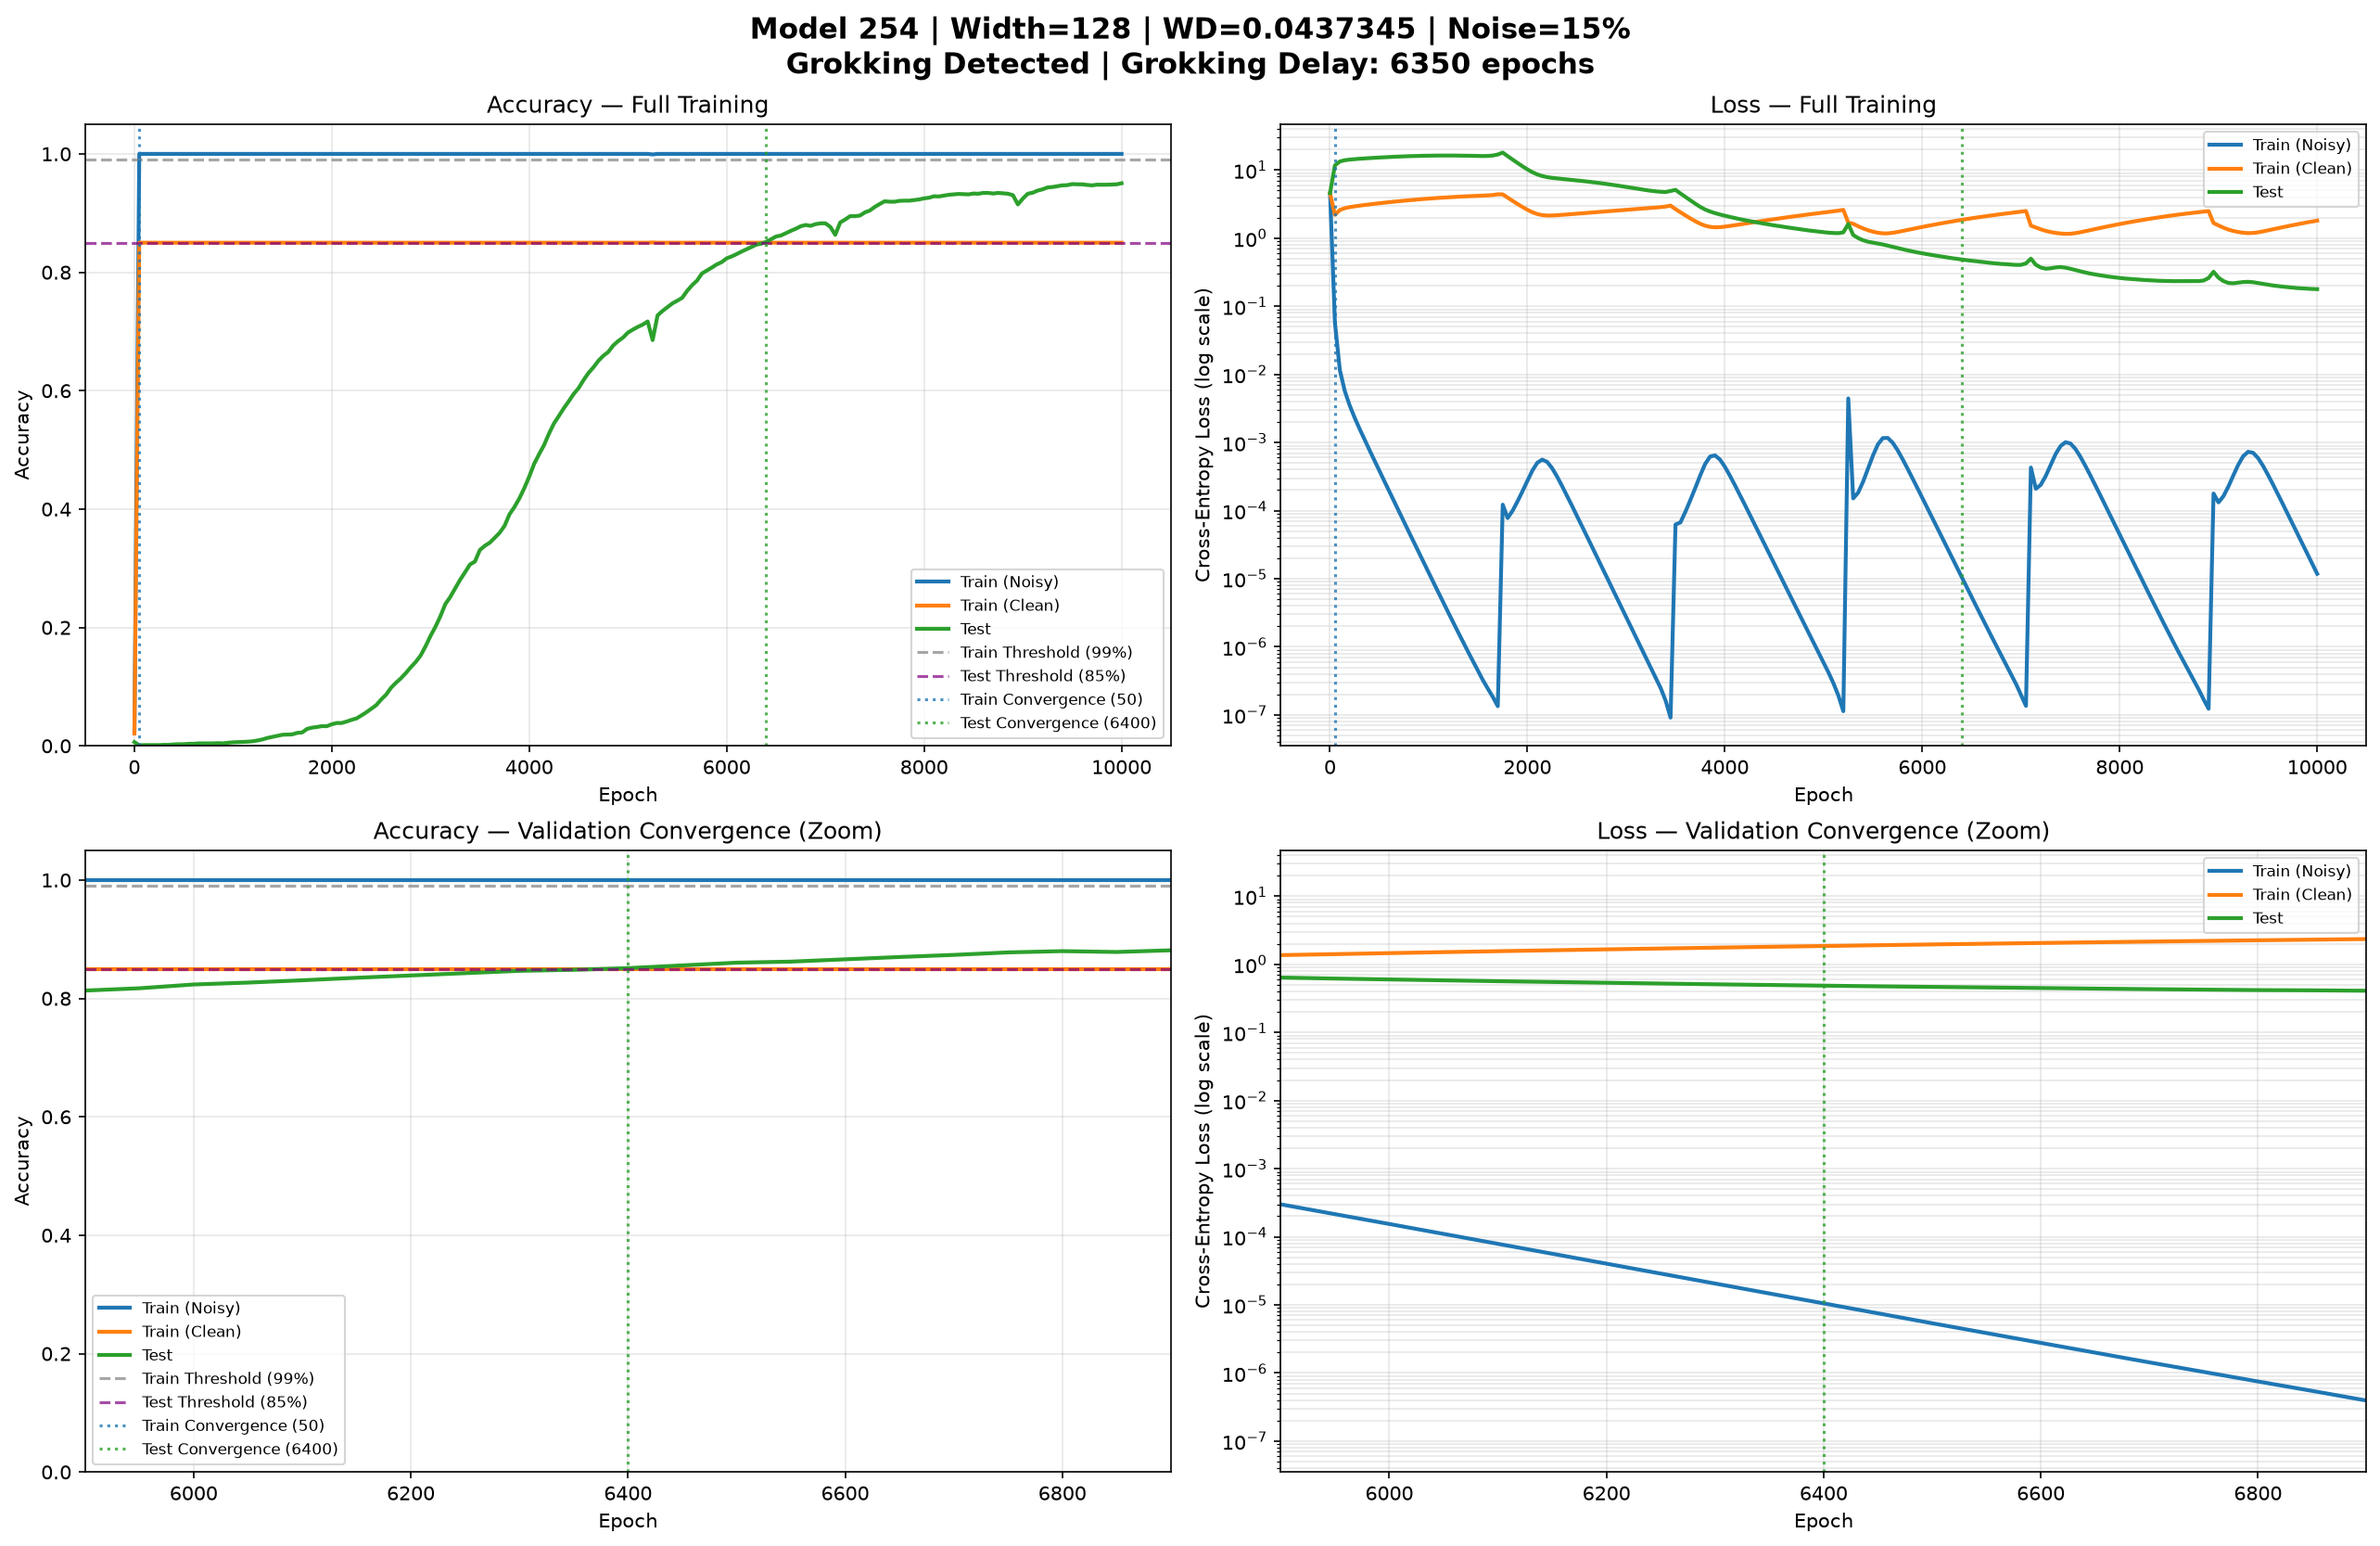 Model 254 | Width=128 | WD=0.0437345 | Noise=15%
Grokking Detected | Grokking Delay: 6350 epochs
Accuracy — Full Training
Accuracy
1.0
0.8
0.6
0.4
0.2
0.0
0 2000 4000 6000 8000 10000
Epoch
Train (Noisy)
Train (Clean)
Test
Train Threshold (99%)
Test Threshold (85%)
Train Convergence (50)
Test Convergence (6400)
Loss — Full Training
Cross-Entropy Loss (log scale)
10¹
10⁰
10⁻¹
10⁻²
10⁻³
10⁻⁴
10⁻⁵
10⁻⁶
10⁻⁷
0 2000 4000 6000 8000 10000
Epoch
Train (Noisy)
Train (Clean)
Test
Accuracy — Validation Convergence (Zoom)
Accuracy
1.0
0.8
0.6
0.4
0.2
0.0
6000 6200 6400 6600 6800
Epoch
Train (Noisy)
Train (Clean)
Test
Train Threshold (99%)
Test Threshold (85%)
Train Convergence (50)
Test Convergence (6400)
Loss — Validation Convergence (Zoom)
Cross-Entropy Loss (log scale)
10¹
10⁰
10⁻¹
10⁻²
10⁻³
10⁻⁴
10⁻⁵
10⁻⁶
10⁻⁷
6000 6200 6400 6600 6800
Epoch
Train (Noisy)
Train (Clean)
Test